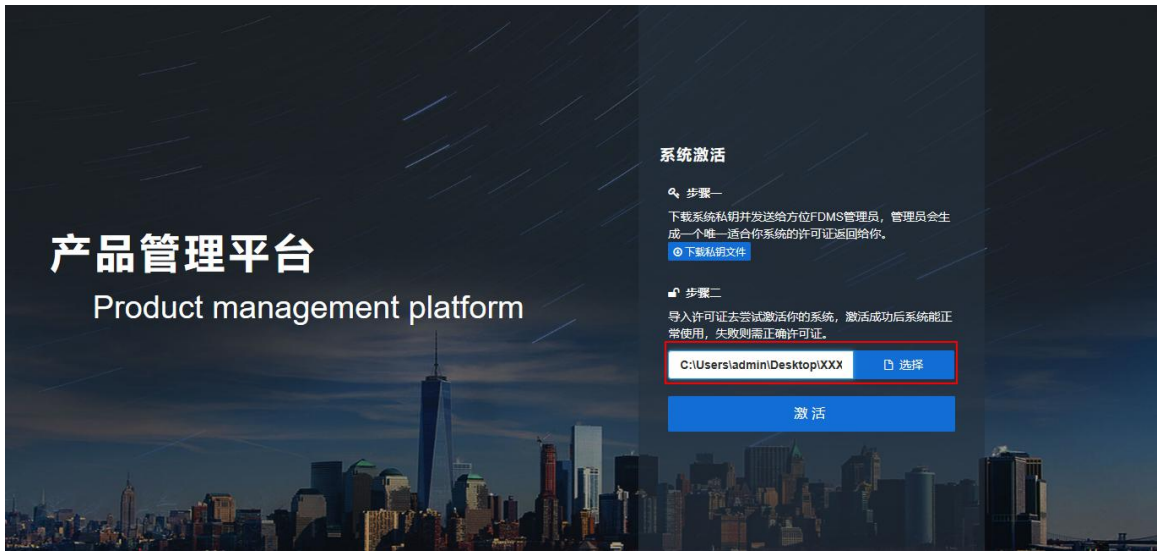 产品管理平台
Product management platform
系统激活
步骤一
下载系统私钥并发送给方位FDMS管理员，管理员会生
成一个唯一适合你系统的许可证返回给你。
下载私钥文件
步骤二
导入许可证去尝试激活你的系统，激活成功后系统能正
常使用，失败则需正确许可证。
C:\Users\admin\Desktop\XXX 选择
激活